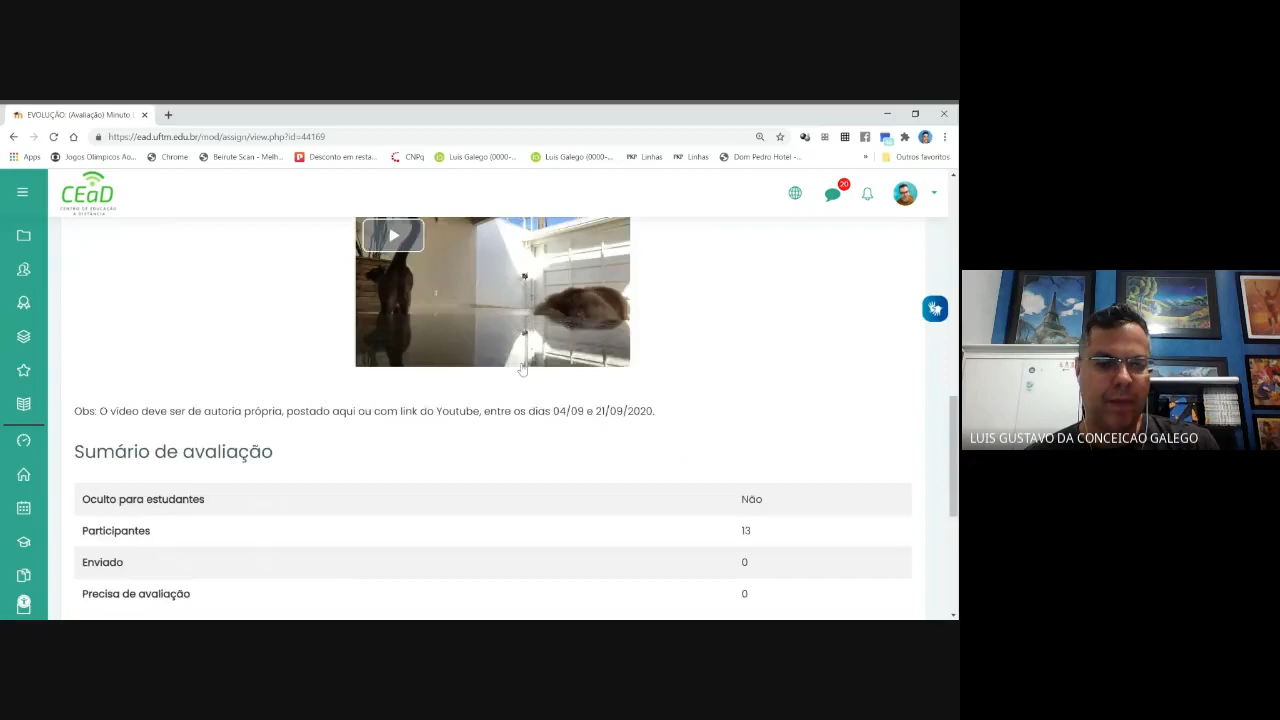 EVOLUÇÃO: (Avaliação) Minuto
https://ead.uftm.edu.br/mod/assign/view.php?id=44169
Apps Jogos Olímpicos Ao... Chrome Beirute Scan - Melh... Desconto em resta... CNPq Luis Galego (0000-... Luis Galego (0000-... PKP Linhas PKP Linhas Dom Pedro Hotel -... » Outros favoritos
CEaD
CENTRO DE EDUCAÇÃO
A DISTÂNCIA
20
Obs: O vídeo deve ser de autoria própria, postado aqui ou com link do Youtube, entre os dias 04/09 e 21/09/2020.
Sumário de avaliação
Oculto para estudantes Não
Participantes 13
Enviado 0
Precisa de avaliação 0
LUIS GUSTAVO DA CONCEICAO GALEGO